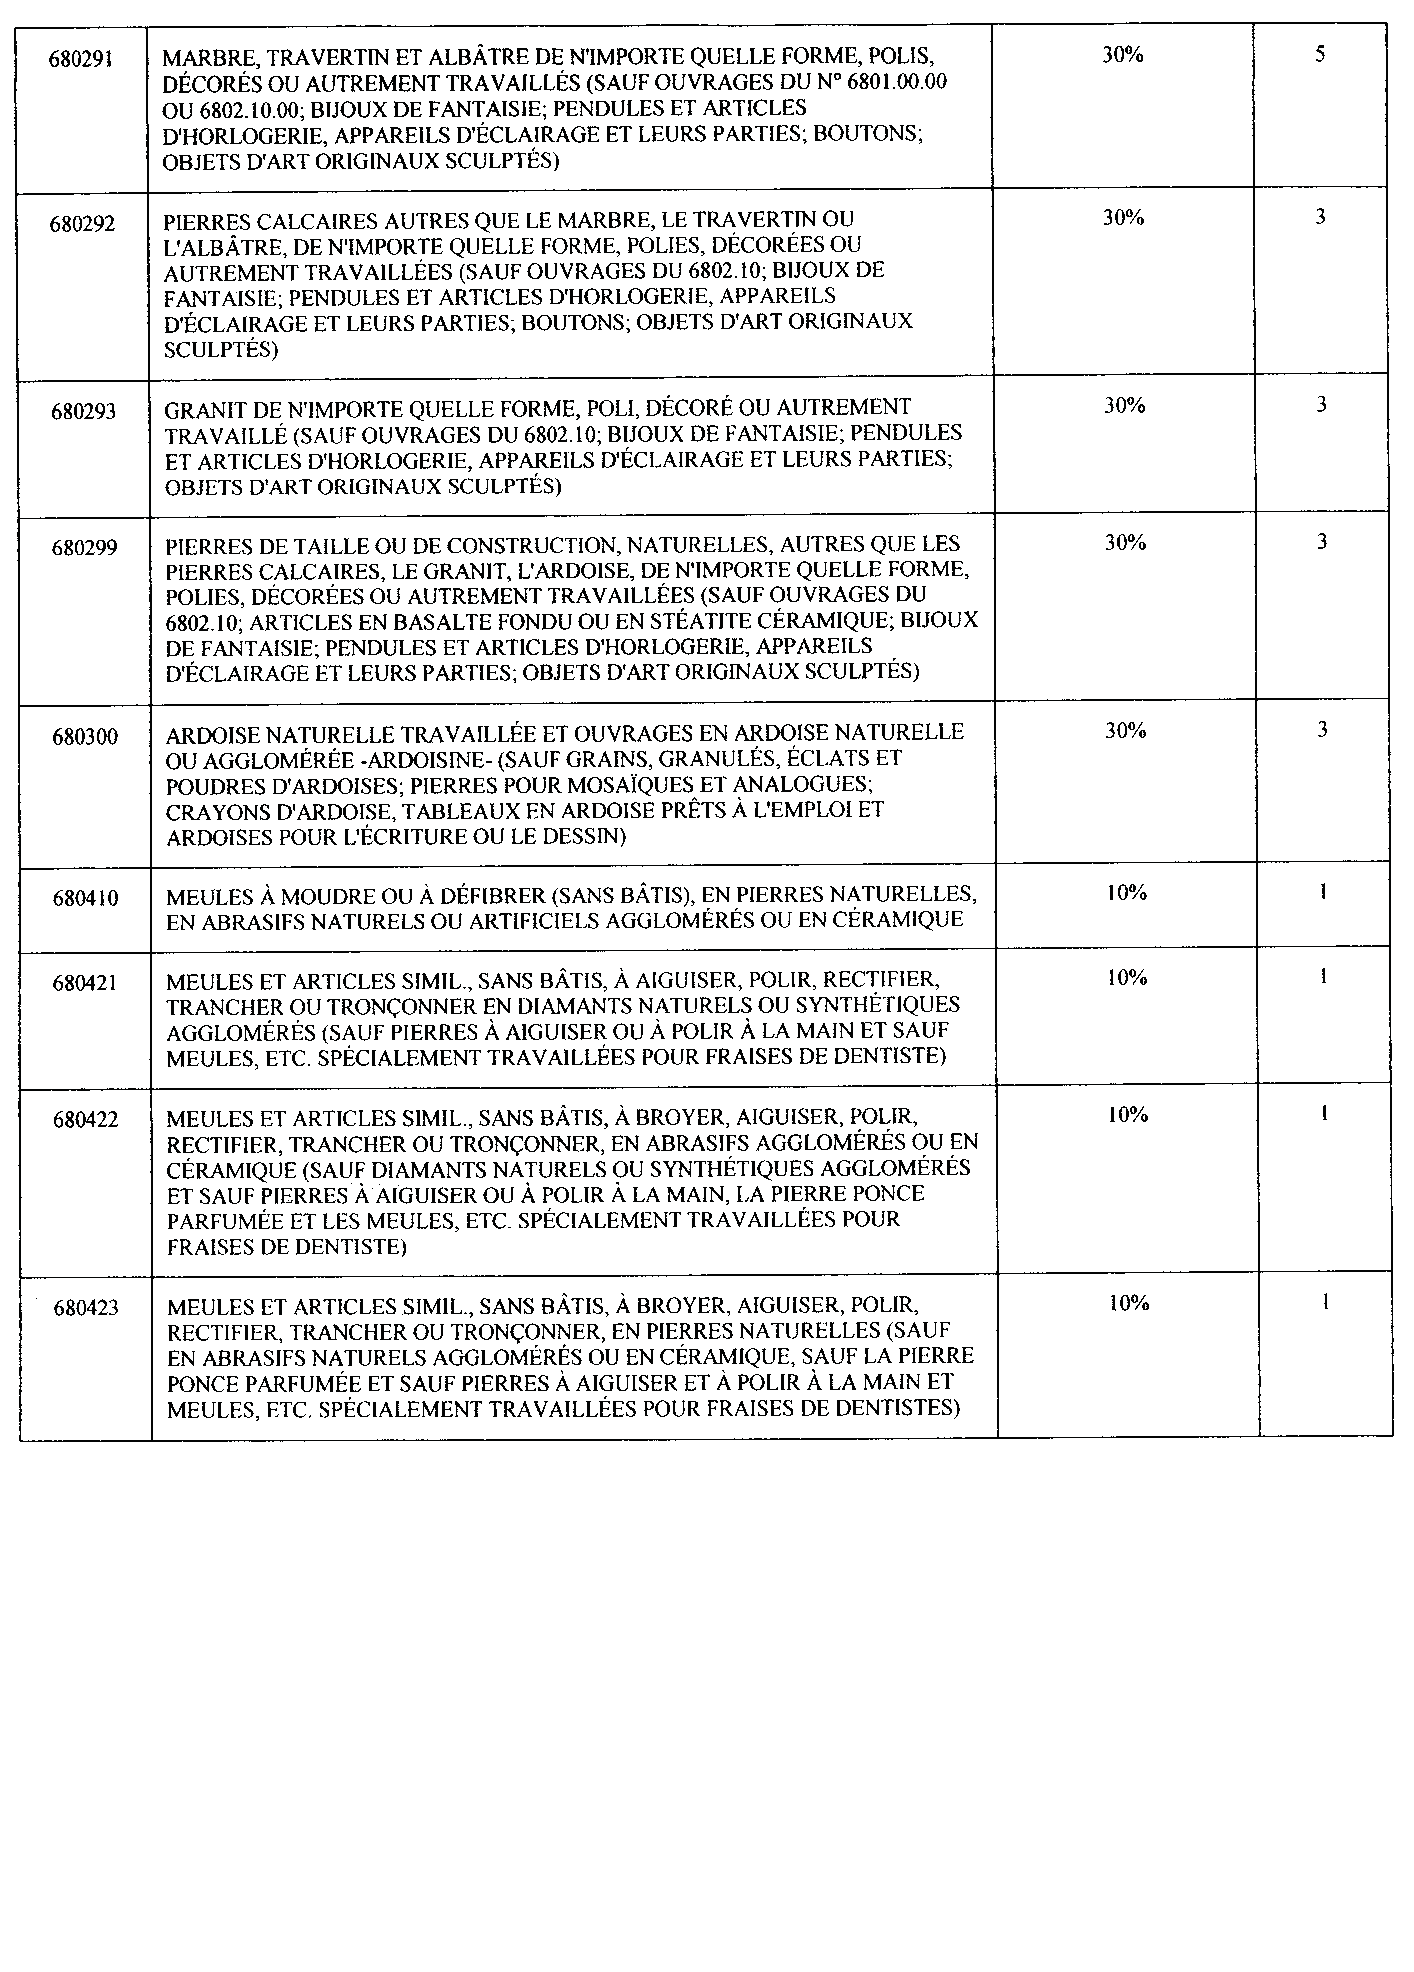 680291 MARBRE, TRAVERTIN ET ALBÂTRE DE N'IMPORTE QUELLE FORME, POLIS, 30% 5
DÉCORÉS OU AUTREMENT TRAVAILLÉS (SAUF OUVRAGES DU N° 6801.00.00
OU 6802.10.00; BIJOUX DE FANTAISIE; PENDULES ET ARTICLES
D'HORLOGERIE, APPAREILS D'ÉCLAIRAGE ET LEURS PARTIES; BOUTONS;
OBJETS D'ART ORIGINAUX SCULPTÉS)
680292 PIERRES CALCAIRES AUTRES QUE LE MARBRE, LE TRAVERTIN OU 30% 3
L'ALBÂTRE, DE N'IMPORTE QUELLE FORME, POLIES, DÉCORÉES OU
AUTREMENT TRAVAILLÉES (SAUF OUVRAGES DU 6802.10; BIJOUX DE
FANTAISIE; PENDULES ET ARTICLES D'HORLOGERIE, APPAREILS
D'ÉCLAIRAGE ET LEURS PARTIES; BOUTONS; OBJETS D'ART ORIGINAUX
SCULPTÉS)
680293 GRANIT DE N'IMPORTE QUELLE FORME, POLI, DÉCORÉ OU AUTREMENT 30% 3
TRAVAILLÉ (SAUF OUVRAGES DU 6802.10; BIJOUX DE FANTAISIE; PENDULES
ET ARTICLES D'HORLOGERIE, APPAREILS D'ÉCLAIRAGE ET LEURS PARTIES;
OBJETS D'ART ORIGINAUX SCULPTÉS)
680299 PIERRES DE TAILLE OU DE CONSTRUCTION, NATURELLES, AUTRES QUE LES 30% 3
PIERRES CALCAIRES, LE GRANIT, L'ARDOISE, DE N'IMPORTE QUELLE FORME,
POLIES, DÉCORÉES OU AUTREMENT TRAVAILLÉES (SAUF OUVRAGES DU
6802.10; ARTICLES EN BASALTE FONDU OU EN STÉATITE CÉRAMIQUE; BIJOUX
DE FANTAISIE; PENDULES ET ARTICLES D'HORLOGERIE, APPAREILS
D'ÉCLAIRAGE ET LEURS PARTIES; OBJETS D'ART ORIGINAUX SCULPTÉS)
680300 ARDOISE NATURELLE TRAVAILLÉE ET OUVRAGES EN ARDOISE NATURELLE 30% 3
OU AGGLOMÉRÉE -ARDOISINE- (SAUF GRAINS, GRANULÉS, ÉCLATS ET
POUDRES D'ARDOISES; PIERRES POUR MOSAÏQUES ET ANALOGUES;
CRAYONS D'ARDOISE, TABLEAUX EN ARDOISE PRÊTS À L'EMPLOI ET
ARDOISES POUR L'ÉCRITURE OU LE DESSIN)
680410 MEULES À MOUDRE OU À DÉFIBRER (SANS BÂTIS), EN PIERRES NATURELLES, 10% 1
EN ABRASIFS NATURELS OU ARTIFICIELS AGGLOMÉRÉS OU EN CÉRAMIQUE
680421 MEULES ET ARTICLES SIMIL., SANS BÂTIS, À AIGUISER, POLIR, RECTIFIER, 10% 1
TRANCHER OU TRONÇONNER EN DIAMANTS NATURELS OU SYNTHÉTIQUES
AGGLOMÉRÉS (SAUF PIERRES À AIGUISER OU À POLIR À LA MAIN ET SAUF
MEULES, ETC. SPÉCIALEMENT TRAVAILLÉES POUR FRAISES DE DENTISTE)
680422 MEULES ET ARTICLES SIMIL., SANS BÂTIS, À BROYER, AIGUISER, POLIR, 10% 1
RECTIFIER, TRANCHER OU TRONÇONNER, EN ABRASIFS AGGLOMÉRÉS OU EN
CÉRAMIQUE (SAUF DIAMANTS NATURELS OU SYNTHÉTIQUES AGGLOMÉRÉS
ET SAUF PIERRES À AIGUISER OU À POLIR À LA MAIN, LA PIERRE PONCE
PARFUMÉE ET LES MEULES, ETC. SPÉCIALEMENT TRAVAILLÉES POUR
FRAISES DE DENTISTE)
680423 MEULES ET ARTICLES SIMIL., SANS BÂTIS, À BROYER, AIGUISER, POLIR, 10% 1
RECTIFIER, TRANCHER OU TRONÇONNER, EN PIERRES NATURELLES (SAUF
EN ABRASIFS NATURELS AGGLOMÉRÉS OU EN CÉRAMIQUE, SAUF LA PIERRE
PONCE PARFUMÉE ET SAUF PIERRES À AIGUISER ET À POLIR À LA MAIN ET
MEULES, ETC. SPÉCIALEMENT TRAVAILLÉES POUR FRAISES DE DENTISTES)